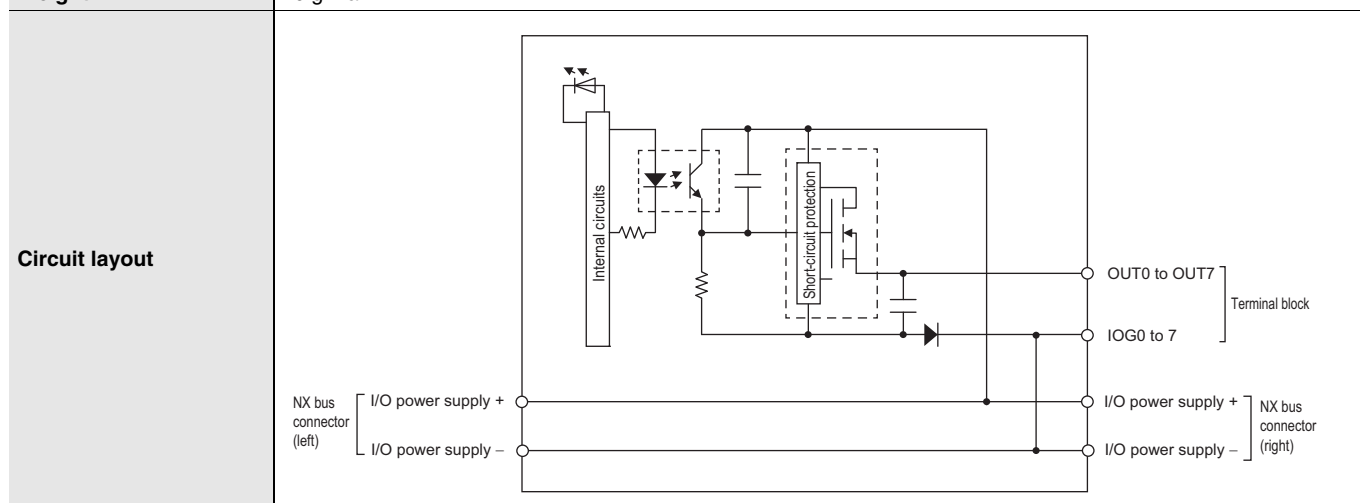 Circuit layout
Internal circuits
Short-circuit protection
OUT0 to OUT7
Terminal block
IOG0 to 7
NX bus
connector
(left)
I/O power supply +
I/O power supply –
I/O power supply +
I/O power supply –
NX bus
connector
(right)